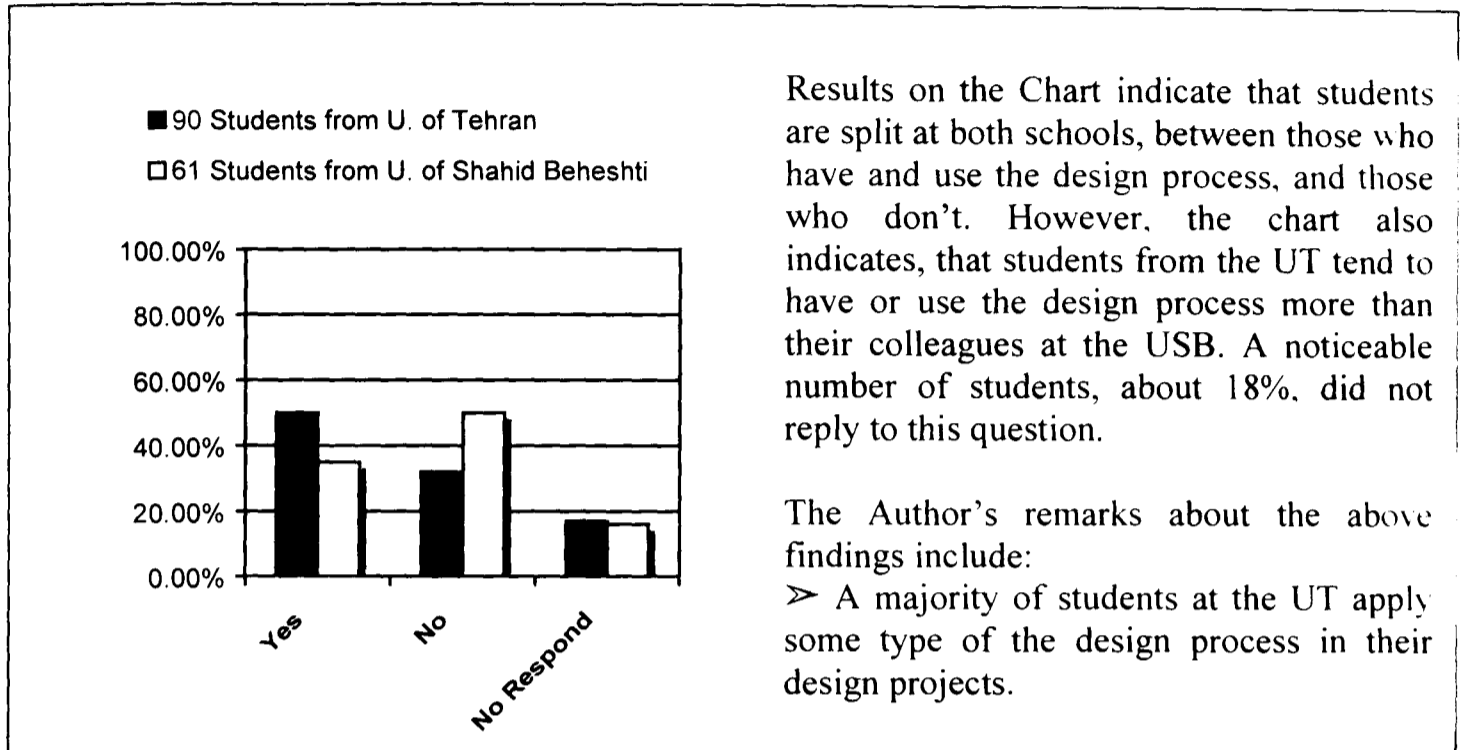 ■90 Students from U. of Tehran
□61 Students from U. of Shahid Beheshti
100.00%
80.00%
60.00%
40.00%
20.00%
0.00%
Yes
No
No Respond
Results on the Chart indicate that students
are split at both schools, between those who
have and use the design process, and those
who don't. However, the chart also
indicates, that students from the UT tend to
have or use the design process more than
their colleagues at the USB. A noticeable
number of students, about 18%, did not
reply to this question.
The Author's remarks about the above
findings include:
➢ A majority of students at the UT apply
some type of the design process in their
design projects.